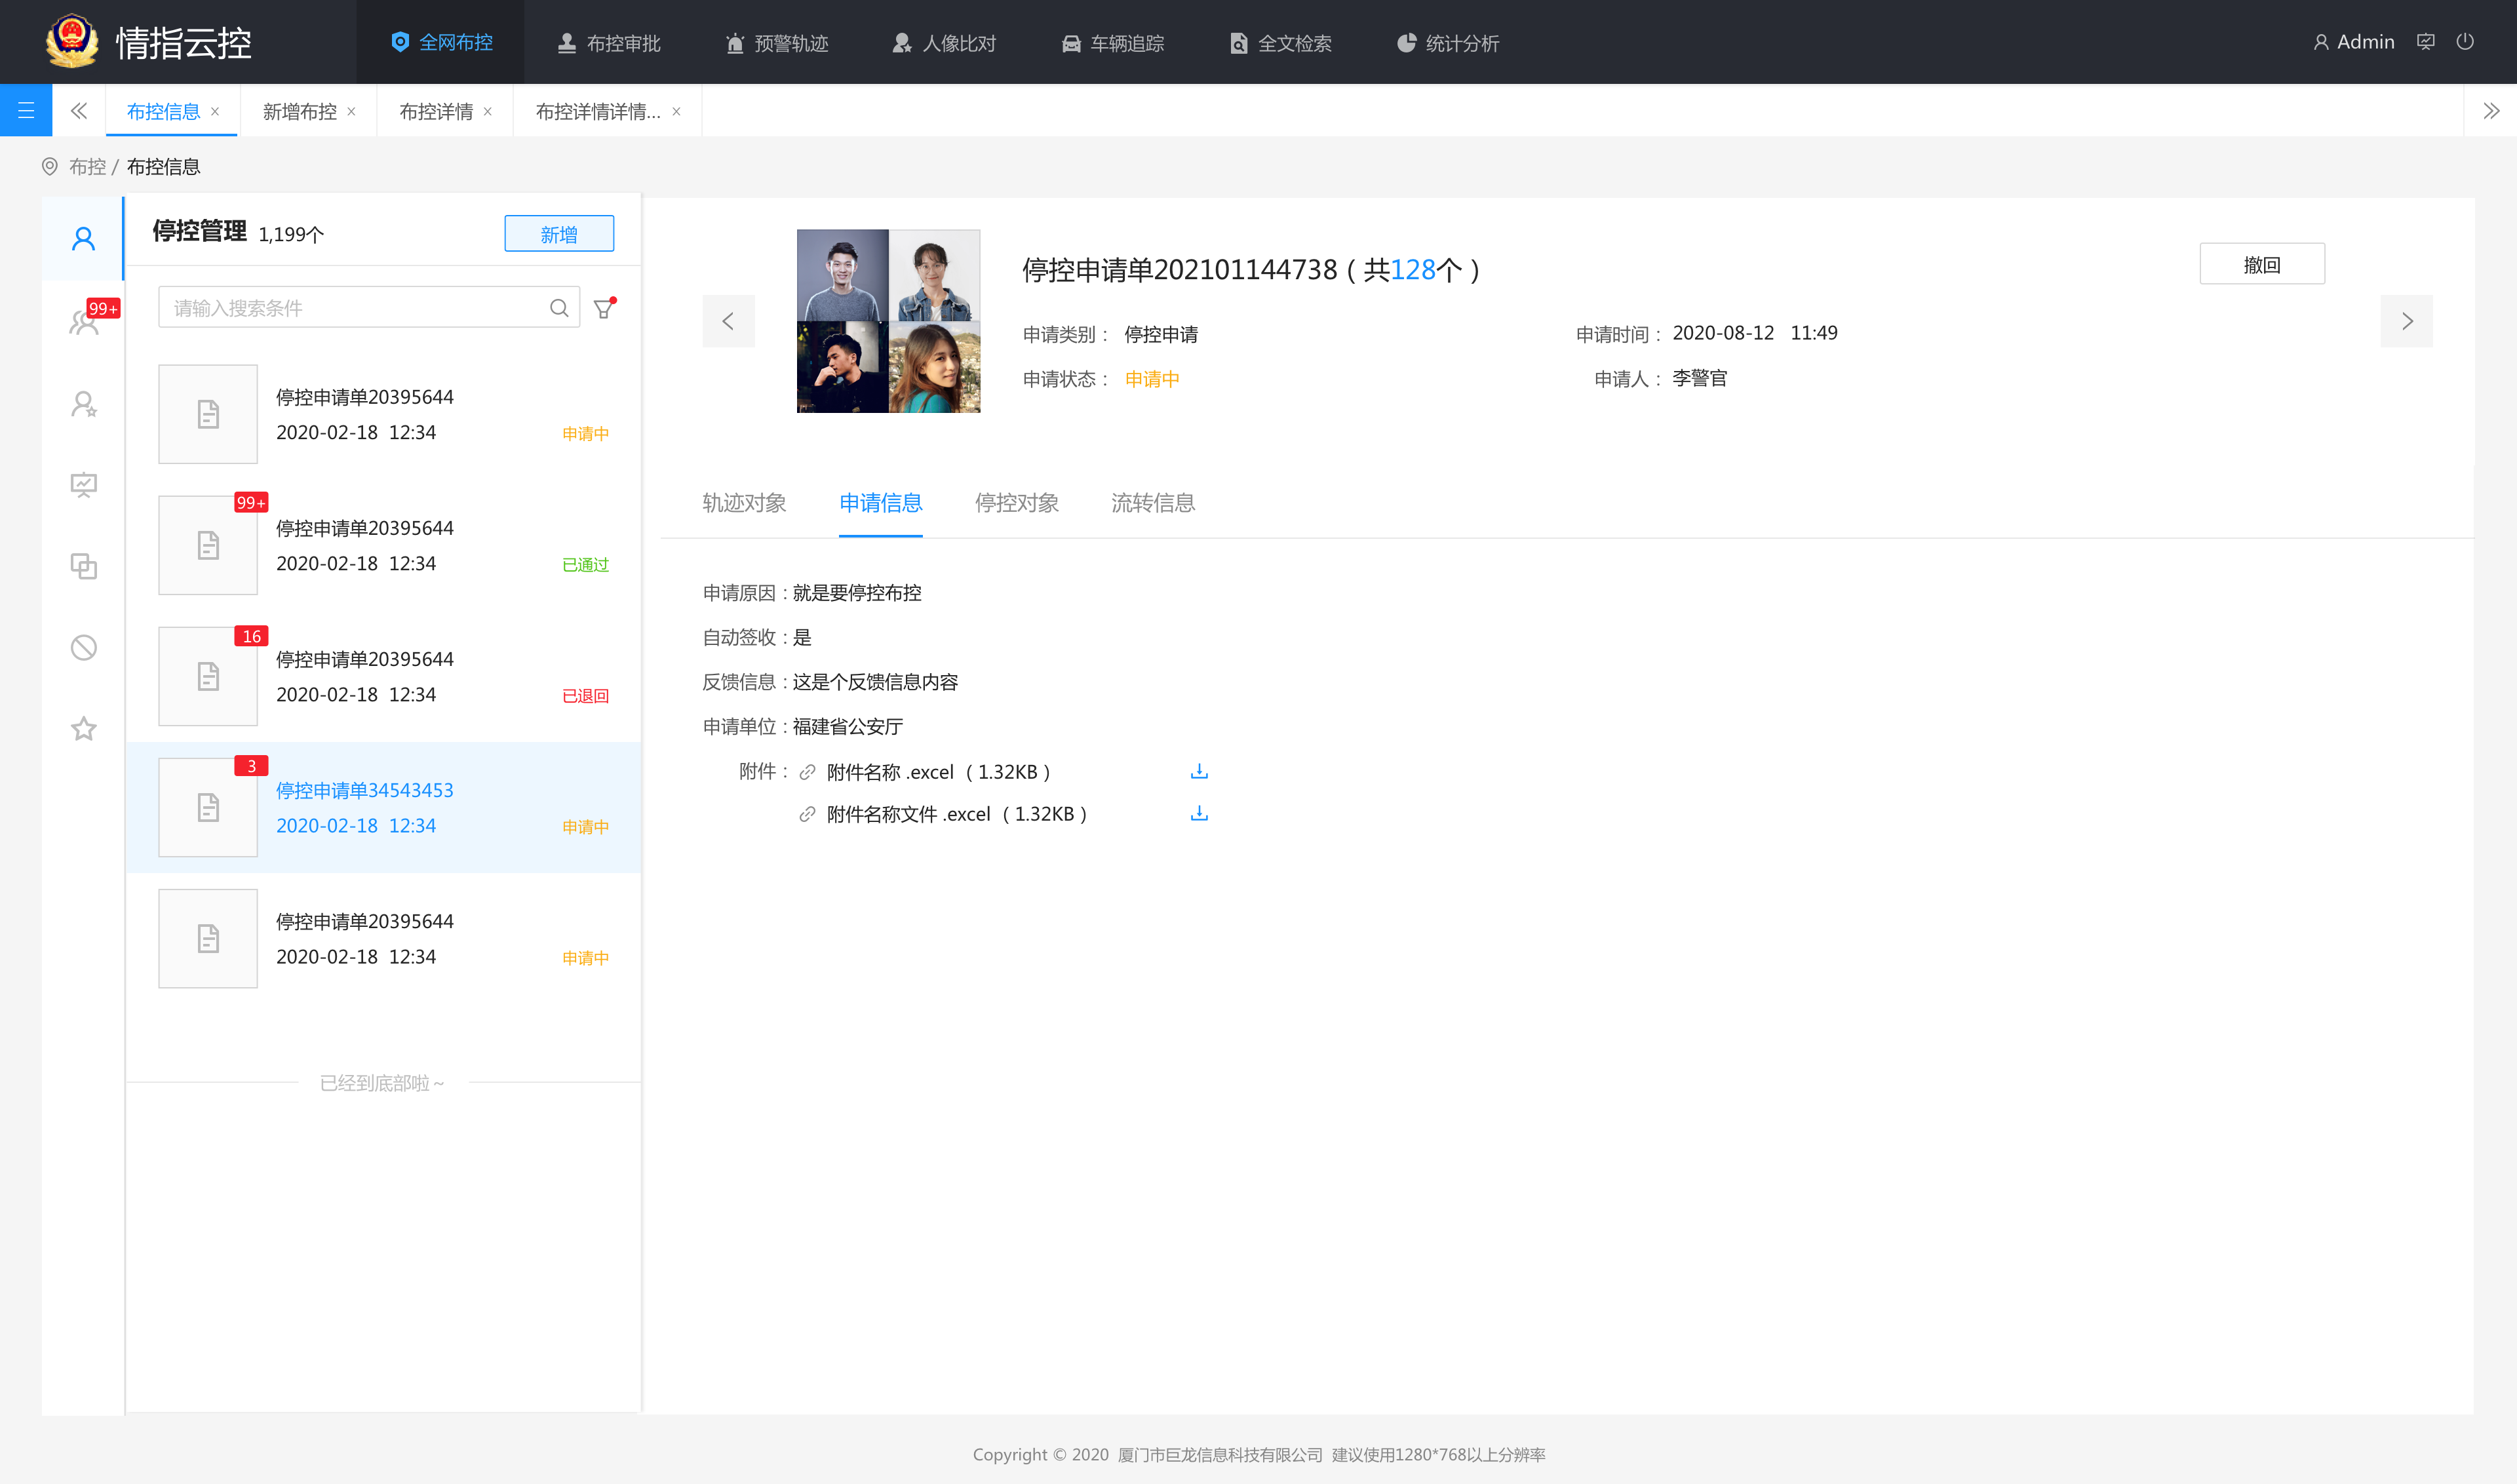 情指云控
全网布控
布控审批
预警轨迹
人像比对
车辆追踪
全文检索
统计分析
Admin
布控信息
新增布控
布控详情
布控详情详情...
布控 / 布控信息
停控管理 1,199个
新增
99+
请输入搜索条件
停控申请单20395644
2020-02-18 12:34
申请中
99+
停控申请单20395644
2020-02-18 12:34
已通过
16
停控申请单20395644
2020-02-18 12:34
已退回
3
停控申请单34543453
2020-02-18 12:34
申请中
停控申请单20395644
2020-02-18 12:34
申请中
已经到底部啦～
停控申请单202101144738（共128个）
撤回
申请类别： 停控申请
申请时间： 2020-08-12 11:49
申请状态： 申请中
申请人： 李警官
轨迹对象
申请信息
停控对象
流转信息
申请原因：就是要停控布控
自动签收：是
反馈信息：这是个反馈信息内容
申请单位：福建省公安厅
附件： 附件名称 .excel（1.32KB）
附件名称文件 .excel（1.32KB）
Copyright © 2020 厦门市巨龙信息科技有限公司 建议使用1280*768以上分辨率